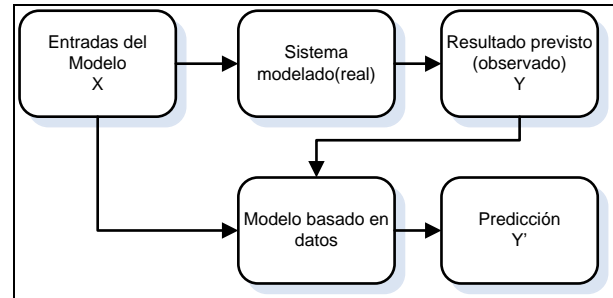 Entradas del
Modelo
X
Sistema
modelado(real)
Resultado previsto
(observado)
Y
Modelo basado en
datos
Predicción
Y’